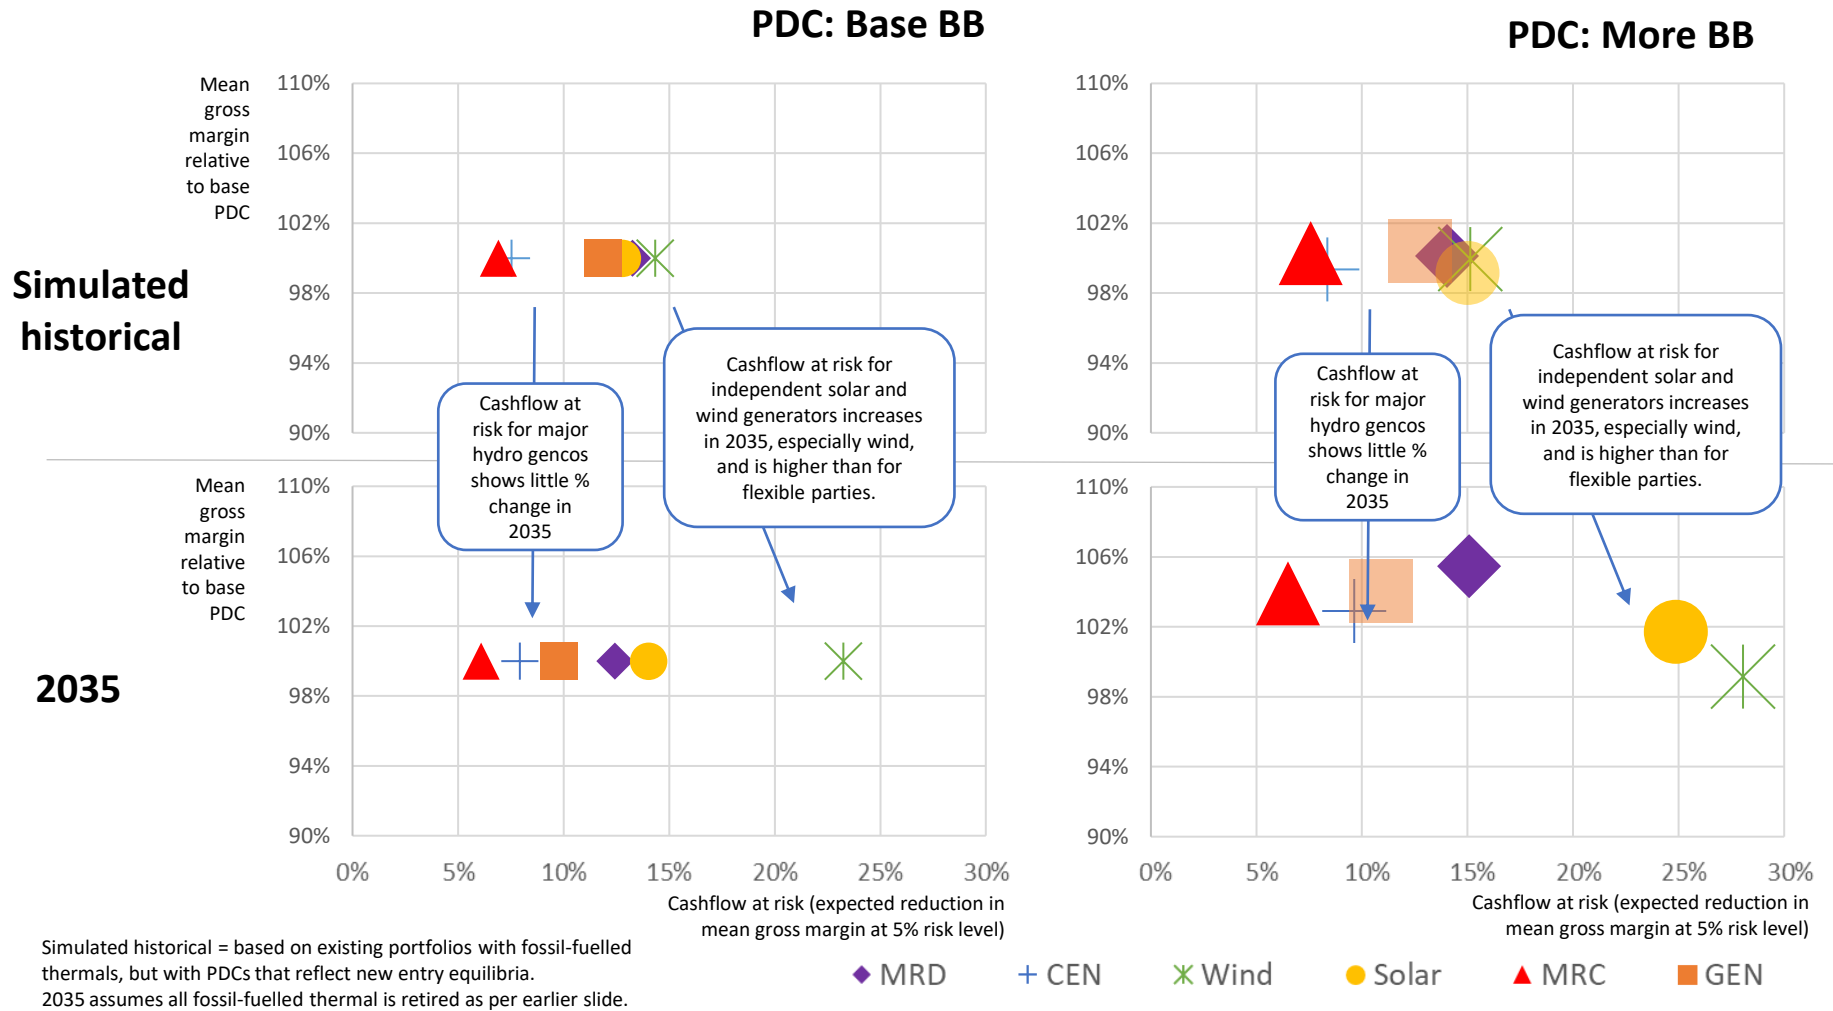 PDC: Base BB
PDC: More BB
Mean
gross
margin
relative
to base
PDC
110%
106%
102%
98%
94%
90%
110%
106%
102%
98%
94%
90%
Simulated
historical
Cashflow at
risk for major
hydro gencos
shows little %
change in
2035
Cashflow at risk for
independent solar and
wind generators increases
in 2035, especially wind,
and is higher than for
flexible parties.
Cashflow at
risk for major
hydro gencos
shows little %
change in
2035
Cashflow at risk for
independent solar and
wind generators increases
in 2035, especially wind,
and is higher than for
flexible parties.
Mean
gross
margin
relative
to base
PDC
110%
106%
102%
98%
94%
90%
110%
106%
102%
98%
94%
90%
2035
0% 5% 10% 15% 20% 25% 30%
0% 5% 10% 15% 20% 25% 30%
Cashflow at risk (expected reduction in
mean gross margin at 5% risk level)
Cashflow at risk (expected reduction in
mean gross margin at 5% risk level)
Simulated historical = based on existing portfolios with fossil-fuelled
thermals, but with PDCs that reflect new entry equilibria.
2035 assumes all fossil-fuelled thermal is retired as per earlier slide.
MRD CEN Wind Solar MRC GEN